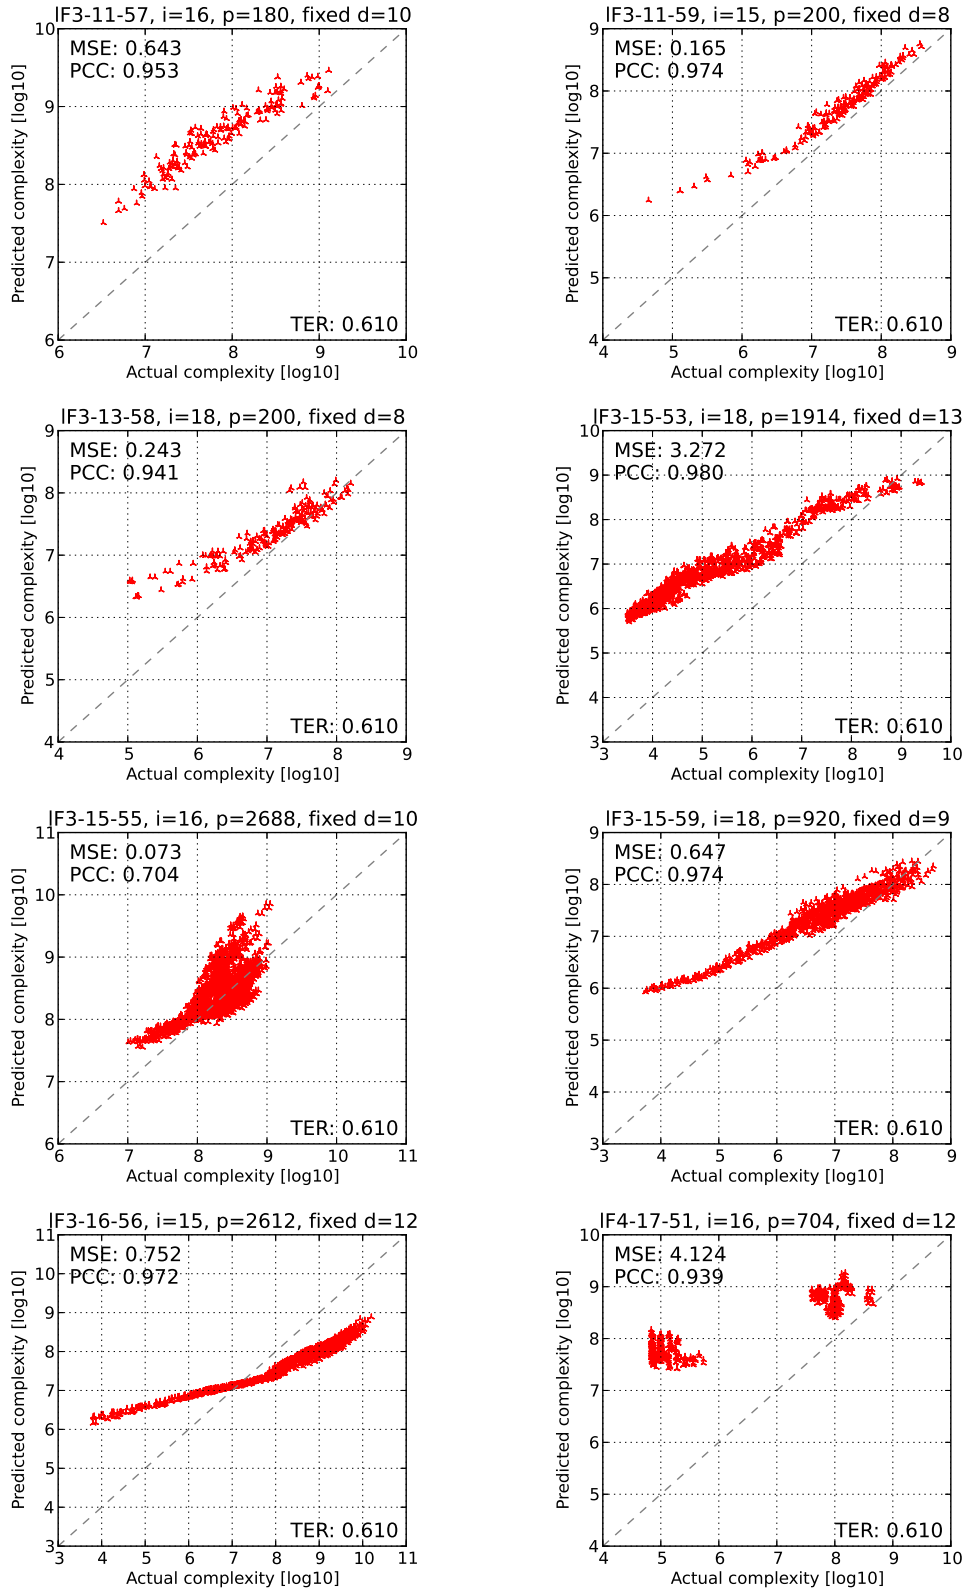 lF3-11-57, i=16, p=180, fixed d=10
MSE: 0.643
PCC: 0.953
10
9
8
7
6
Predicted complexity [log10]
TER: 0.610
6 7 8 9 10
Actual complexity [log10]
lF3-11-59, i=15, p=200, fixed d=8
MSE: 0.165
PCC: 0.974
9
8
7
6
5
4
Predicted complexity [log10]
TER: 0.610
4 5 6 7 8 9
Actual complexity [log10]
lF3-13-58, i=18, p=200, fixed d=8
MSE: 0.243
PCC: 0.941
9
8
7
6
5
4
Predicted complexity [log10]
TER: 0.610
4 5 6 7 8 9
Actual complexity [log10]
lF3-15-53, i=18, p=1914, fixed d=13
MSE: 3.272
PCC: 0.980
10
9
8
7
6
5
4
3
Predicted complexity [log10]
TER: 0.610
3 4 5 6 7 8 9 10
Actual complexity [log10]
lF3-15-55, i=16, p=2688, fixed d=10
MSE: 0.073
PCC: 0.704
11
10
9
8
7
6
Predicted complexity [log10]
TER: 0.610
6 7 8 9 10 11
Actual complexity [log10]
lF3-15-59, i=18, p=920, fixed d=9
MSE: 0.647
PCC: 0.974
9
8
7
6
5
4
3
Predicted complexity [log10]
TER: 0.610
3 4 5 6 7 8 9
Actual complexity [log10]
lF3-16-56, i=15, p=2612, fixed d=12
MSE: 0.752
PCC: 0.972
11
10
9
8
7
6
5
4
3
Predicted complexity [log10]
TER: 0.610
3 4 5 6 7 8 9 10 11
Actual complexity [log10]
lF4-17-51, i=16, p=704, fixed d=12
MSE: 4.124
PCC: 0.939
10
9
8
7
6
5
4
Predicted complexity [log10]
TER: 0.610
4 5 6 7 8 9 10
Actual complexity [log10]